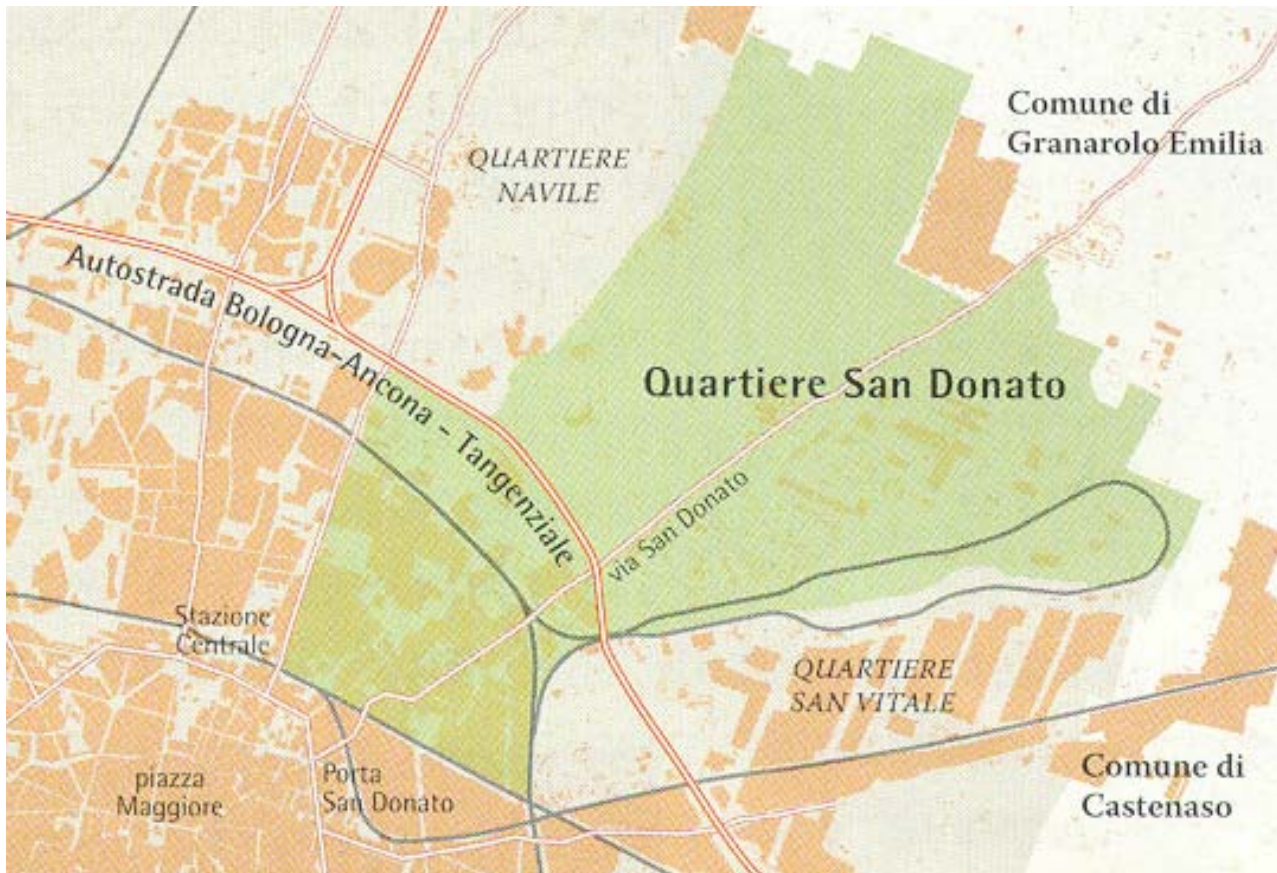 Comune di
Granarolo Emilia
QUARTIERE
NAVILE
Autostrada Bologna-Ancona - Tangenziale
Quartiere San Donato
via San Donato
Stazione
Centrale
QUARTIERE
SAN VITALE
piazza
Maggiore
Porta
San Donato
Comune di
Castenaso